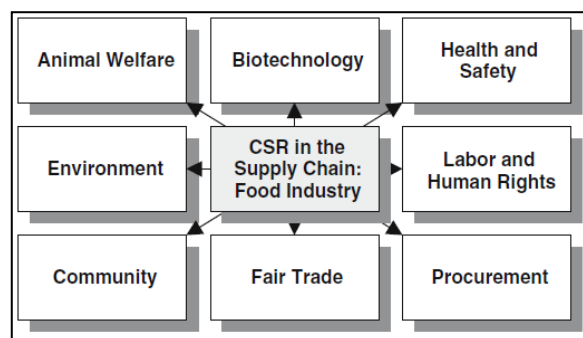 Animal Welfare
Biotechnology
Health and
Safety
Environment
CSR in the
Supply Chain:
Food Industry
Labor and
Human Rights
Community
Fair Trade
Procurement